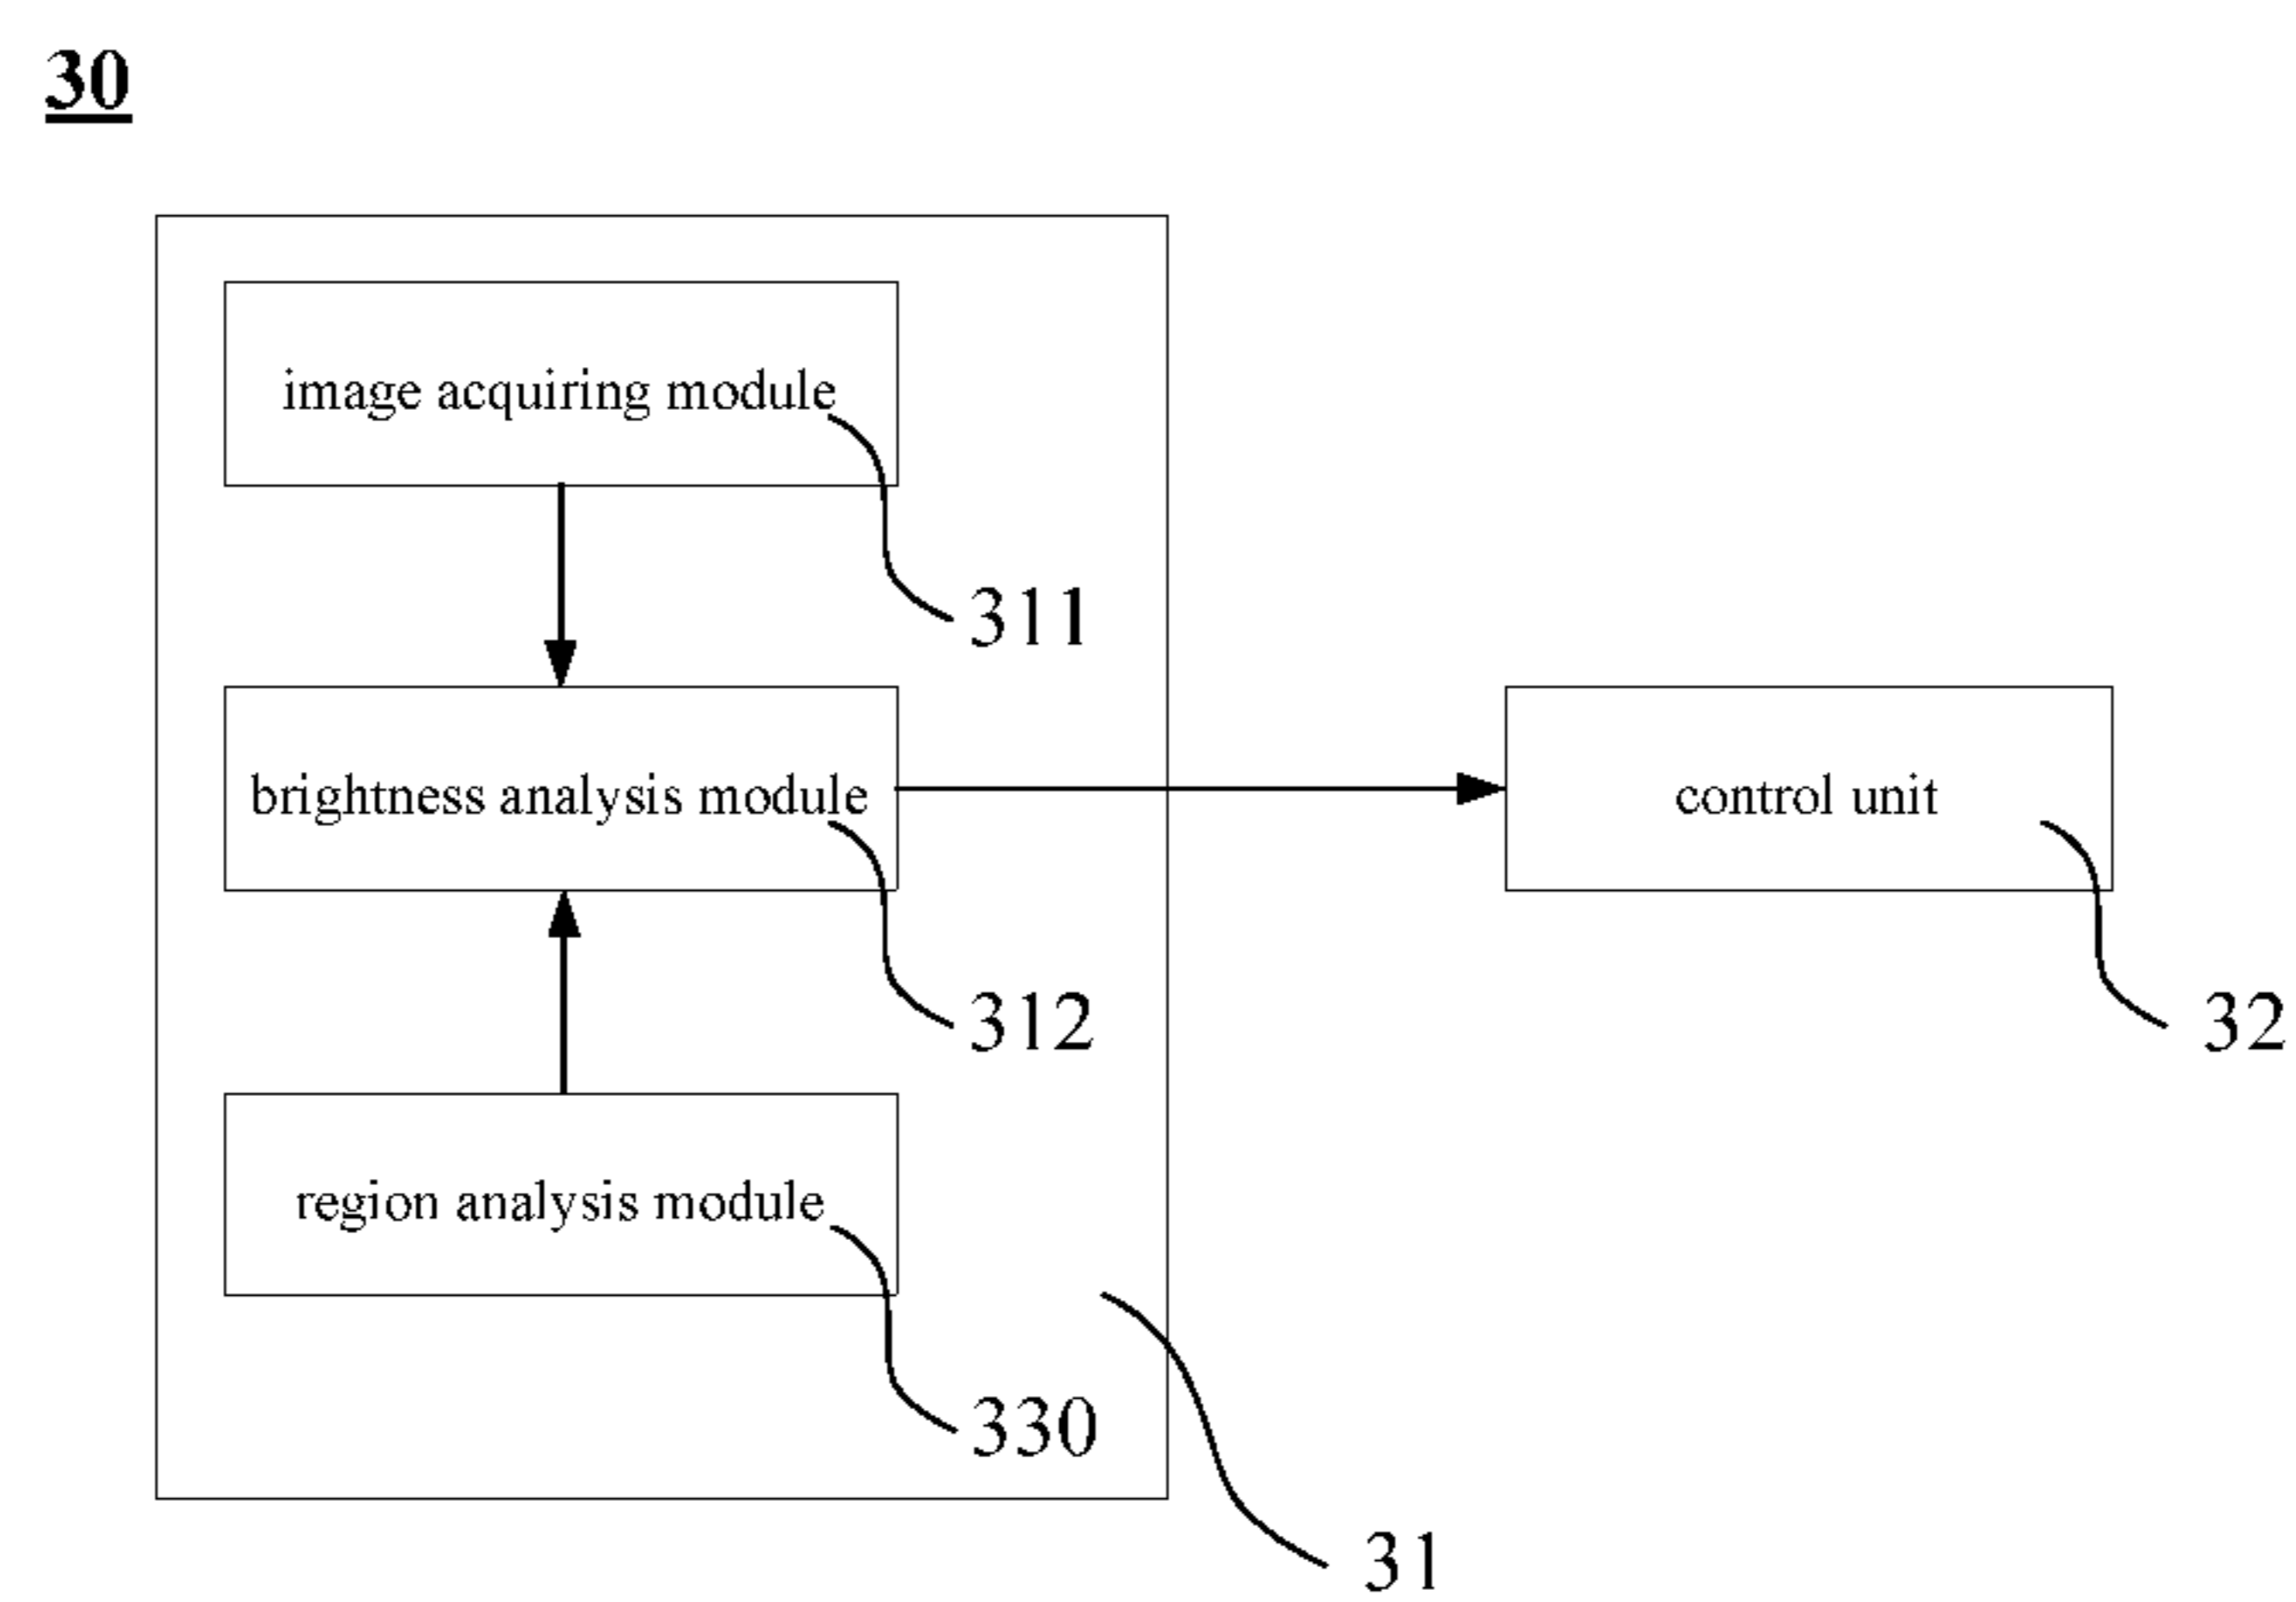 30
image acquiring module
311
brightness analysis module
control unit
312
32
region analysis module
330
31